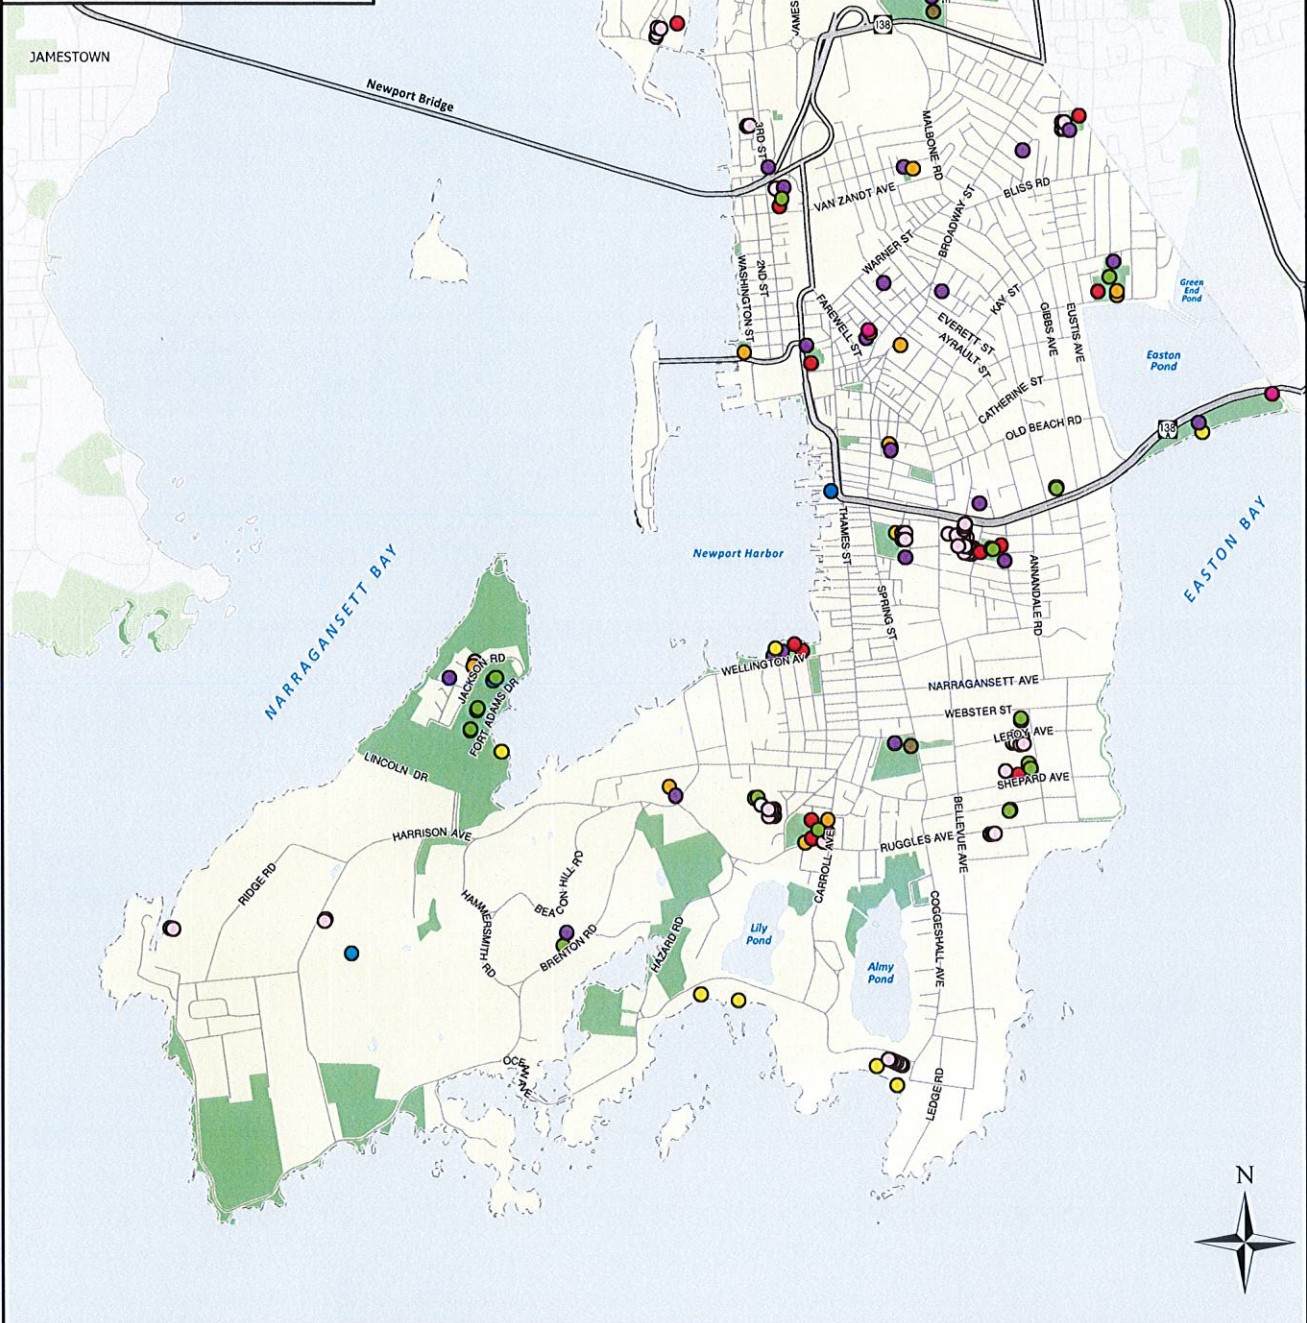 JAMES
138
JAMESTOWN
Newport Bridge
3RD ST
MALBONE RD
VAN ZANDT AVE
BLISS RD
BROADWAY ST
WARNER ST
2ND ST
WASHINGTON ST
FAREWELL ST
KAY ST
EVERETT ST
AYRAULT ST
GIBBS AVE
EUSTIS AVE
Green
End
Pond
Easton
Pond
CATHERINE ST
OLD BEACH RD
138
A
THAMES ST
Newport Harbor
NARRAGANSETT BAY
EASTON BAY
SPRING ST
ANNANDALE RD
WELLINGTON AV
JACKSON RD
FORT ADAMS DR
LINCOLN DR
NARRAGANSETT AVE
WEBSTER ST
LEROY AVE
SHEPARD AVE
BELLEVUE AVE
RUGGLES AVE
CARROLL AVE
HARRISON AVE
RIDGE RD
HAMMERSMITH RD
BEACON HILL RD
BRENTON RD
HAZARD RD
Lily
Pond
Almy
Pond
COGGESHALL AVE
OCEAN AVE
LEDGE RD
N